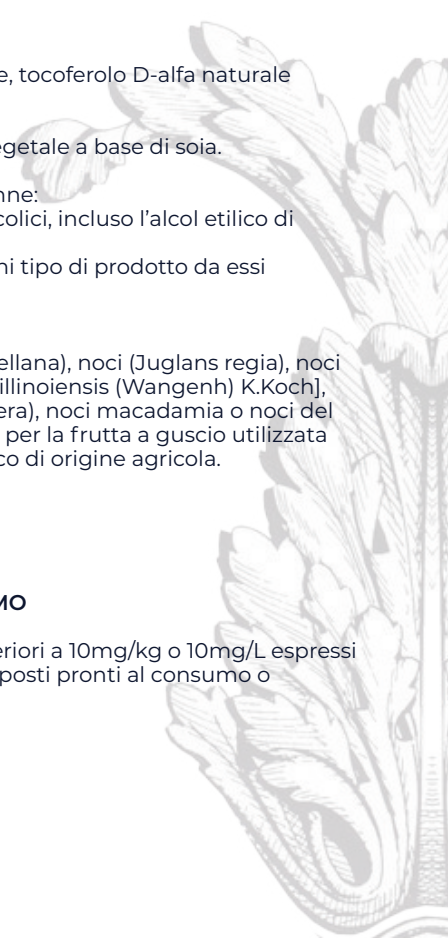 e, tocoferolo D-alfa naturale
egetale a base di soia.
nne:
colici, incluso l’alcol etilico di
ni tipo di prodotto da essi
ellana), noci (Juglans regia), noci
illinoiensis (Wangenh) K.Koch],
era), noci macadamia o noci del
per la frutta a guscio utilizzata
co di origine agricola.
MO
eriori a 10mg/kg o 10mg/L espressi
posti pronti al consumo o